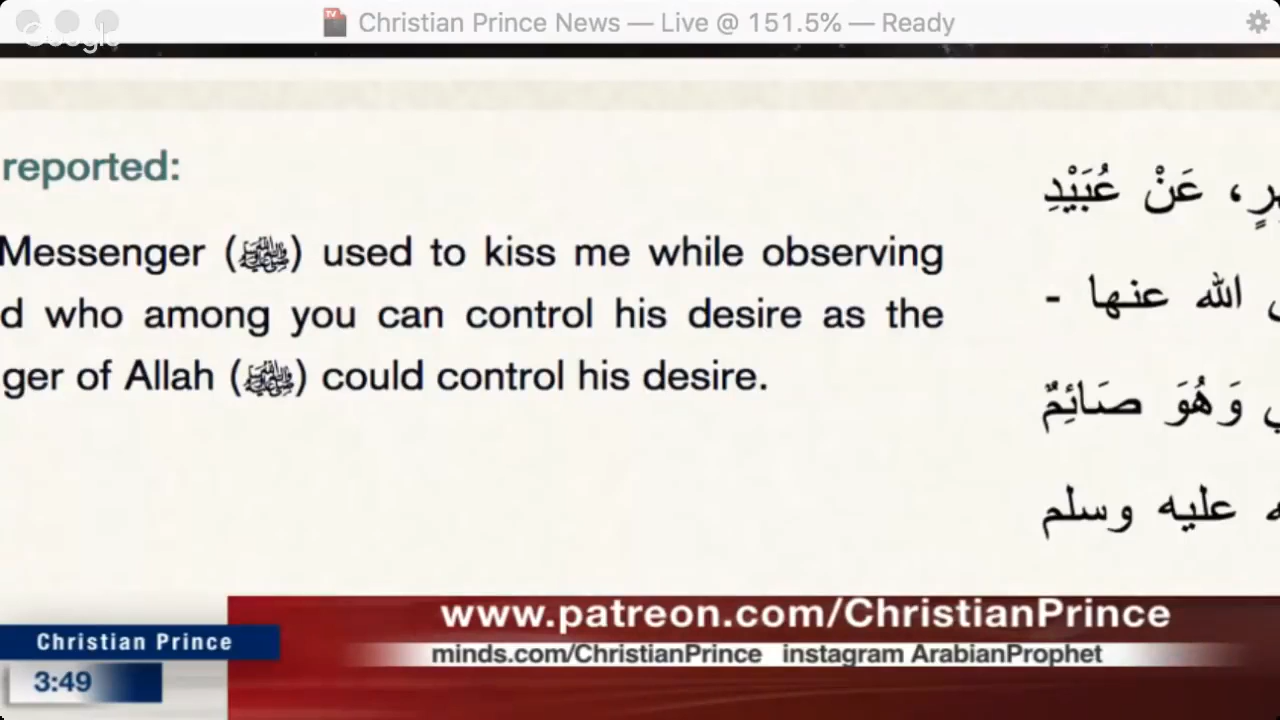 Christian Prince News — Live @ 151.5% — Ready
Google
reported:
Messenger (ﷺ) used to kiss me while observing
d who among you can control his desire as the
ger of Allah (ﷺ) could control his desire.
يرٍ، عَنْ عُبَيْدِ
الله عنها -
وَهُوَ صَائِمٌ
عليه وسلم
www.patreon.com/ChristianPrince
minds.com/ChristianPrince instagram ArabianProphet
Christian Prince
3:49